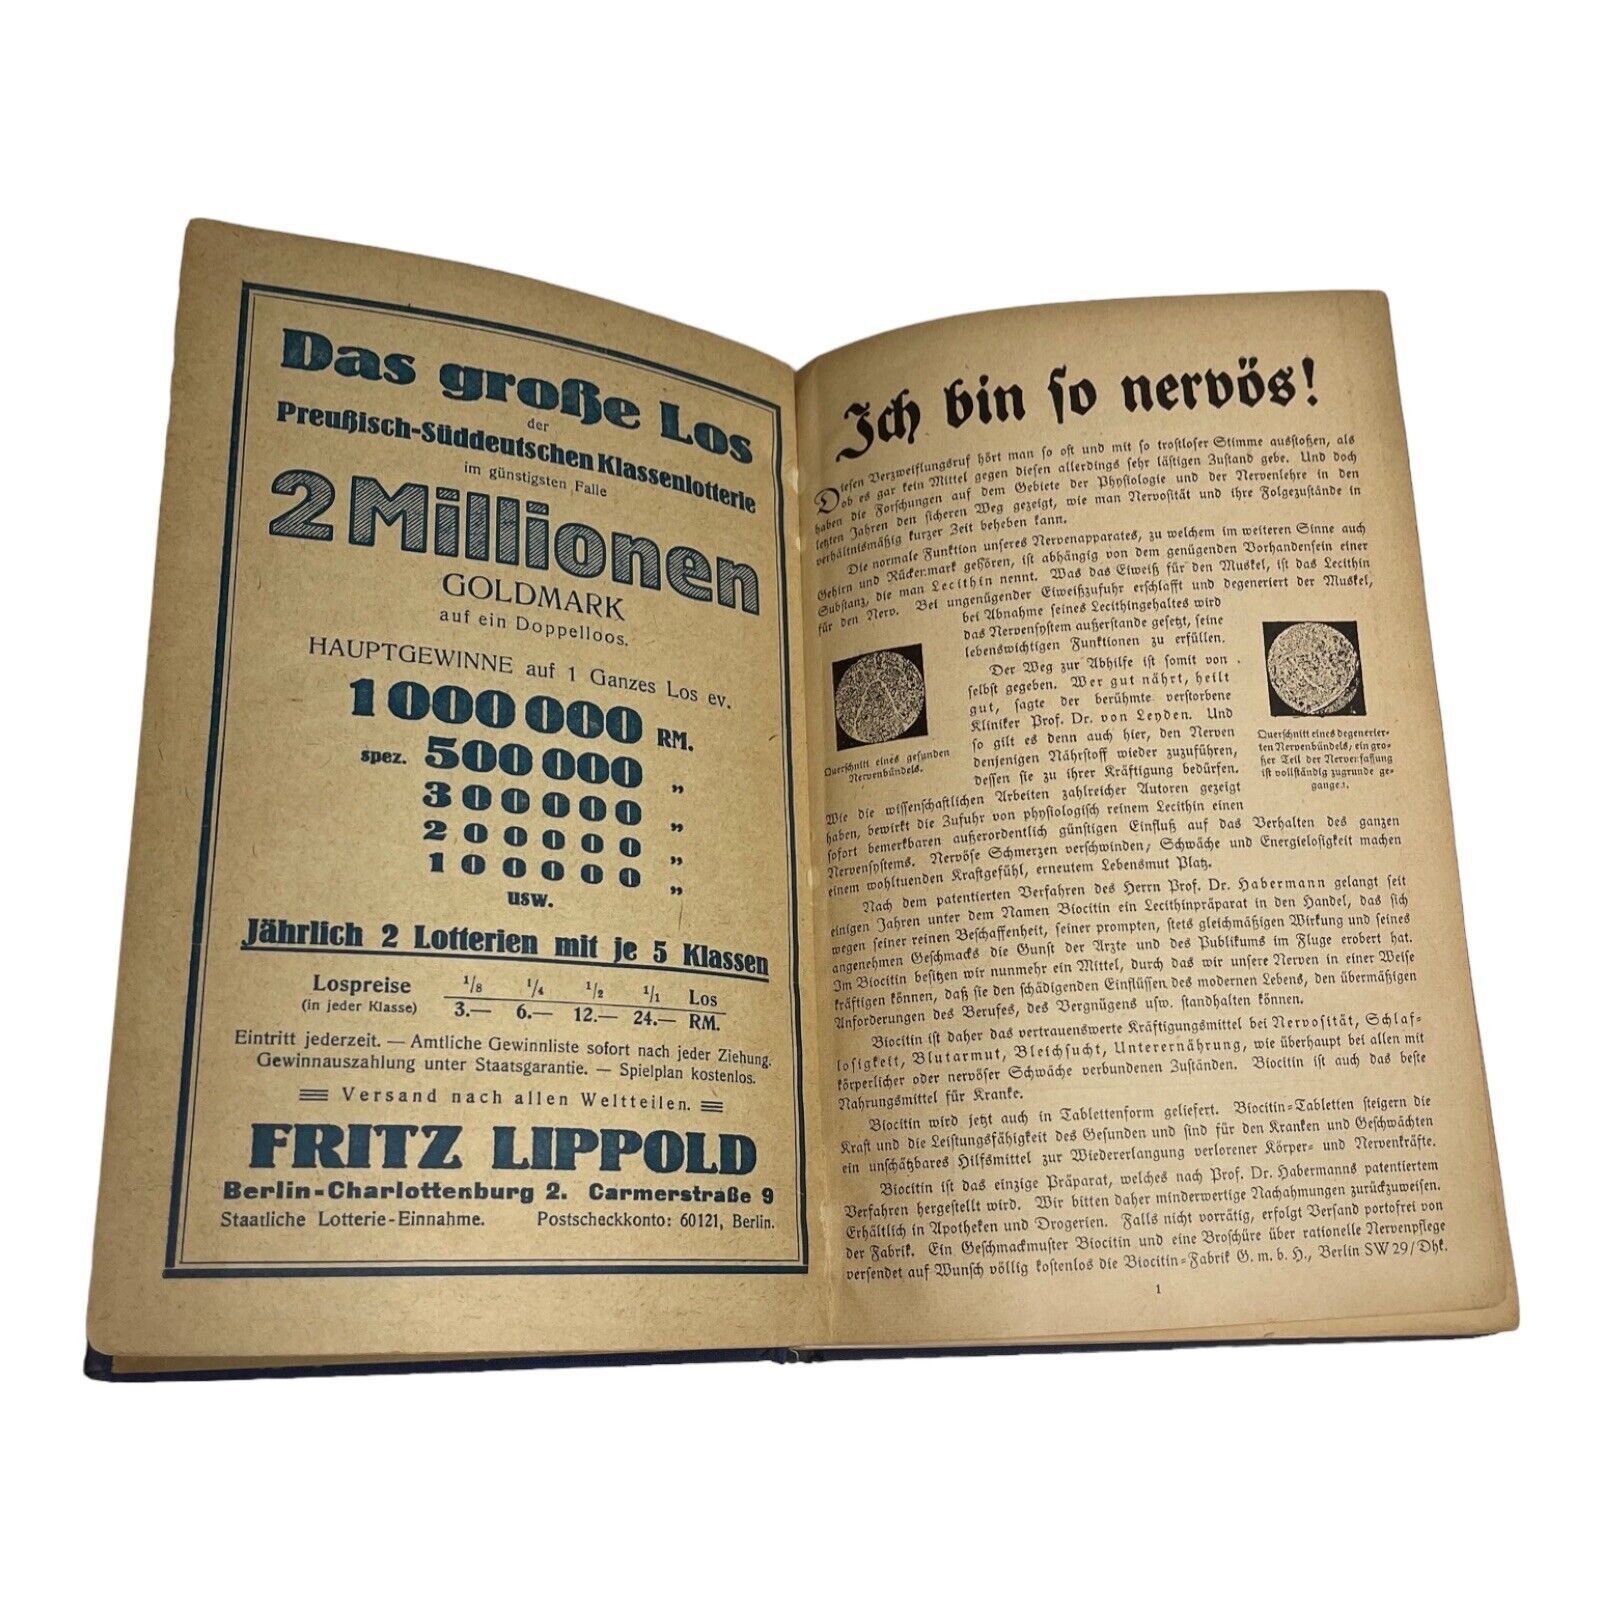 Das große Los
der
Preußisch-Süddeutschen Klassenlotterie
im günstigsten Falle
2 Millionen
GOLDMARK
auf ein Doppelloos.
HAUPTGEWINNE auf 1 Ganzes Los ev.
1 000 000 RM.
spez. 500 000 „
300 000 „
200 000 „
100 000 „
usw.
Jährlich 2 Lotterien mit je 5 Klassen
Lospreise 1/8 1/4 1/2 1/1 Los
(in jeder Klasse) 3.— 6.— 12.— 24.— RM.
Eintritt jederzeit. — Amtliche Gewinnliste sofort nach jeder Ziehung.
Gewinnauszahlung unter Staatsgarantie. — Spielplan kostenlos.
Versand nach allen Weltteilen.
FRITZ LIPPOLD
Berlin-Charlottenburg 2. Carmerstraße 9
Staatliche Lotterie-Einnahme. Postscheckkonto: 60121, Berlin.
Ich bin so nervös!
Diesen Verzweiflungsruf hört man so oft und mit so trostloser Stimme ausstoßen, als
ob es gar kein Mittel gegen diesen allerdings sehr lästigen Zustand gebe. Und doch
haben die Forschungen auf dem Gebiete der Physiologie und der Nervenlehre in den
letzten Jahren den sicheren Weg gezeigt, wie man Nervosität und ihre Folgezustände in
verhältnismäßig kurzer Zeit beheben kann.
Die normale Funktion unseres Nervenapparates, zu welchem im weiteren Sinne auch
Gehirn und Rückenmark gehören, ist abhängig von dem genügenden Vorhandensein einer
Substanz, die man Lecithin nennt. Was das Eiweiß für den Muskel, ist das Lecithin
für den Nerv. Bei ungenügender Eiweißzufuhr erschlafft und degeneriert der Muskel,
bei Abnahme seines Lecithingehaltes wird
das Nervensystem außerstande gesetzt, seine
lebenswichtigen Funktionen zu erfüllen.
Der Weg zur Abhilfe ist somit von
selbst gegeben. Wer gut nährt, heilt
gut, sagte der berühmte verstorbene
Kliniker Prof. Dr. von Leyden. Und
so gilt es denn auch hier, den Nerven
denjenigen Nährstoff wieder zuzuführen,
dessen sie zu ihrer Kräftigung bedürfen.
Querschnitt eines gesunden
Nervenbündels.
Querschnitt eines degenerier-
ten Nervenbündels, ein gro-
ßer Teil der Nervenfassung
ist vollständig zugrunde ge-
gangen.
Wie die wissenschaftlichen Arbeiten zahlreicher Autoren gezeigt
haben, bewirkt die Zufuhr von physiologisch reinem Lecithin einen
sofort bemerkbaren außerordentlich günstigen Einfluß auf das Verhalten des ganzen
Nervensystems. Nervöse Schmerzen verschwinden, Schwäche und Energielosigkeit machen
einem wohltuenden Kraftgefühl, erneutem Lebensmut Platz.
Nach dem patentierten Verfahren des Herrn Prof. Dr. Habermann gelangt seit
einigen Jahren unter dem Namen Biocitin ein Lecithinpräparat in den Handel, das sich
wegen seiner reinen Beschaffenheit, seiner prompten, stets gleichmäßigen Wirkung und seines
angenehmen Geschmacks die Gunst der Ärzte und des Publikums im Fluge erobert hat.
Im Biocitin besitzen wir nunmehr ein Mittel, durch das wir unsere Nerven in einer Weise
kräftigen können, daß sie den schädigenden Einflüssen des modernen Lebens, den übermäßigen
Anforderungen des Berufes, des Vergnügens usw. standhalten können.
Biocitin ist daher das vertrauenswerte Kräftigungsmittel bei Nervosität, Schlaf-
losigkeit, Blutarmut, Bleichsucht, Unterernährung, wie überhaupt bei allen mit
körperlicher oder nervöser Schwäche verbundenen Zuständen. Biocitin ist auch das beste
Nahrungsmittel für Kranke.
Biocitin wird jetzt auch in Tablettenform geliefert. Biocitin-Tabletten steigern die
Kraft und die Leistungsfähigkeit des Gesunden und sind für den Kranken und Geschwächten
ein unschätzbares Hilfsmittel zur Wiedererlangung verlorener Körper- und Nervenkräfte.
Biocitin ist das einzige Präparat, welches nach Prof. Dr. Habermanns patentiertem
Verfahren hergestellt wird. Wir bitten daher minderwertige Nachahmungen zurückzuweisen.
Erhältlich in Apotheken und Drogerien. Falls nicht vorrätig, erfolgt Versand portofrei von
der Fabrik. Ein Geschmackmuster Biocitin und eine Broschüre über rationelle Nervenpflege
versendet auf Wunsch völlig kostenlos die Biocitin-Fabrik G. m. b. H., Berlin SW 29/Dhk.
1